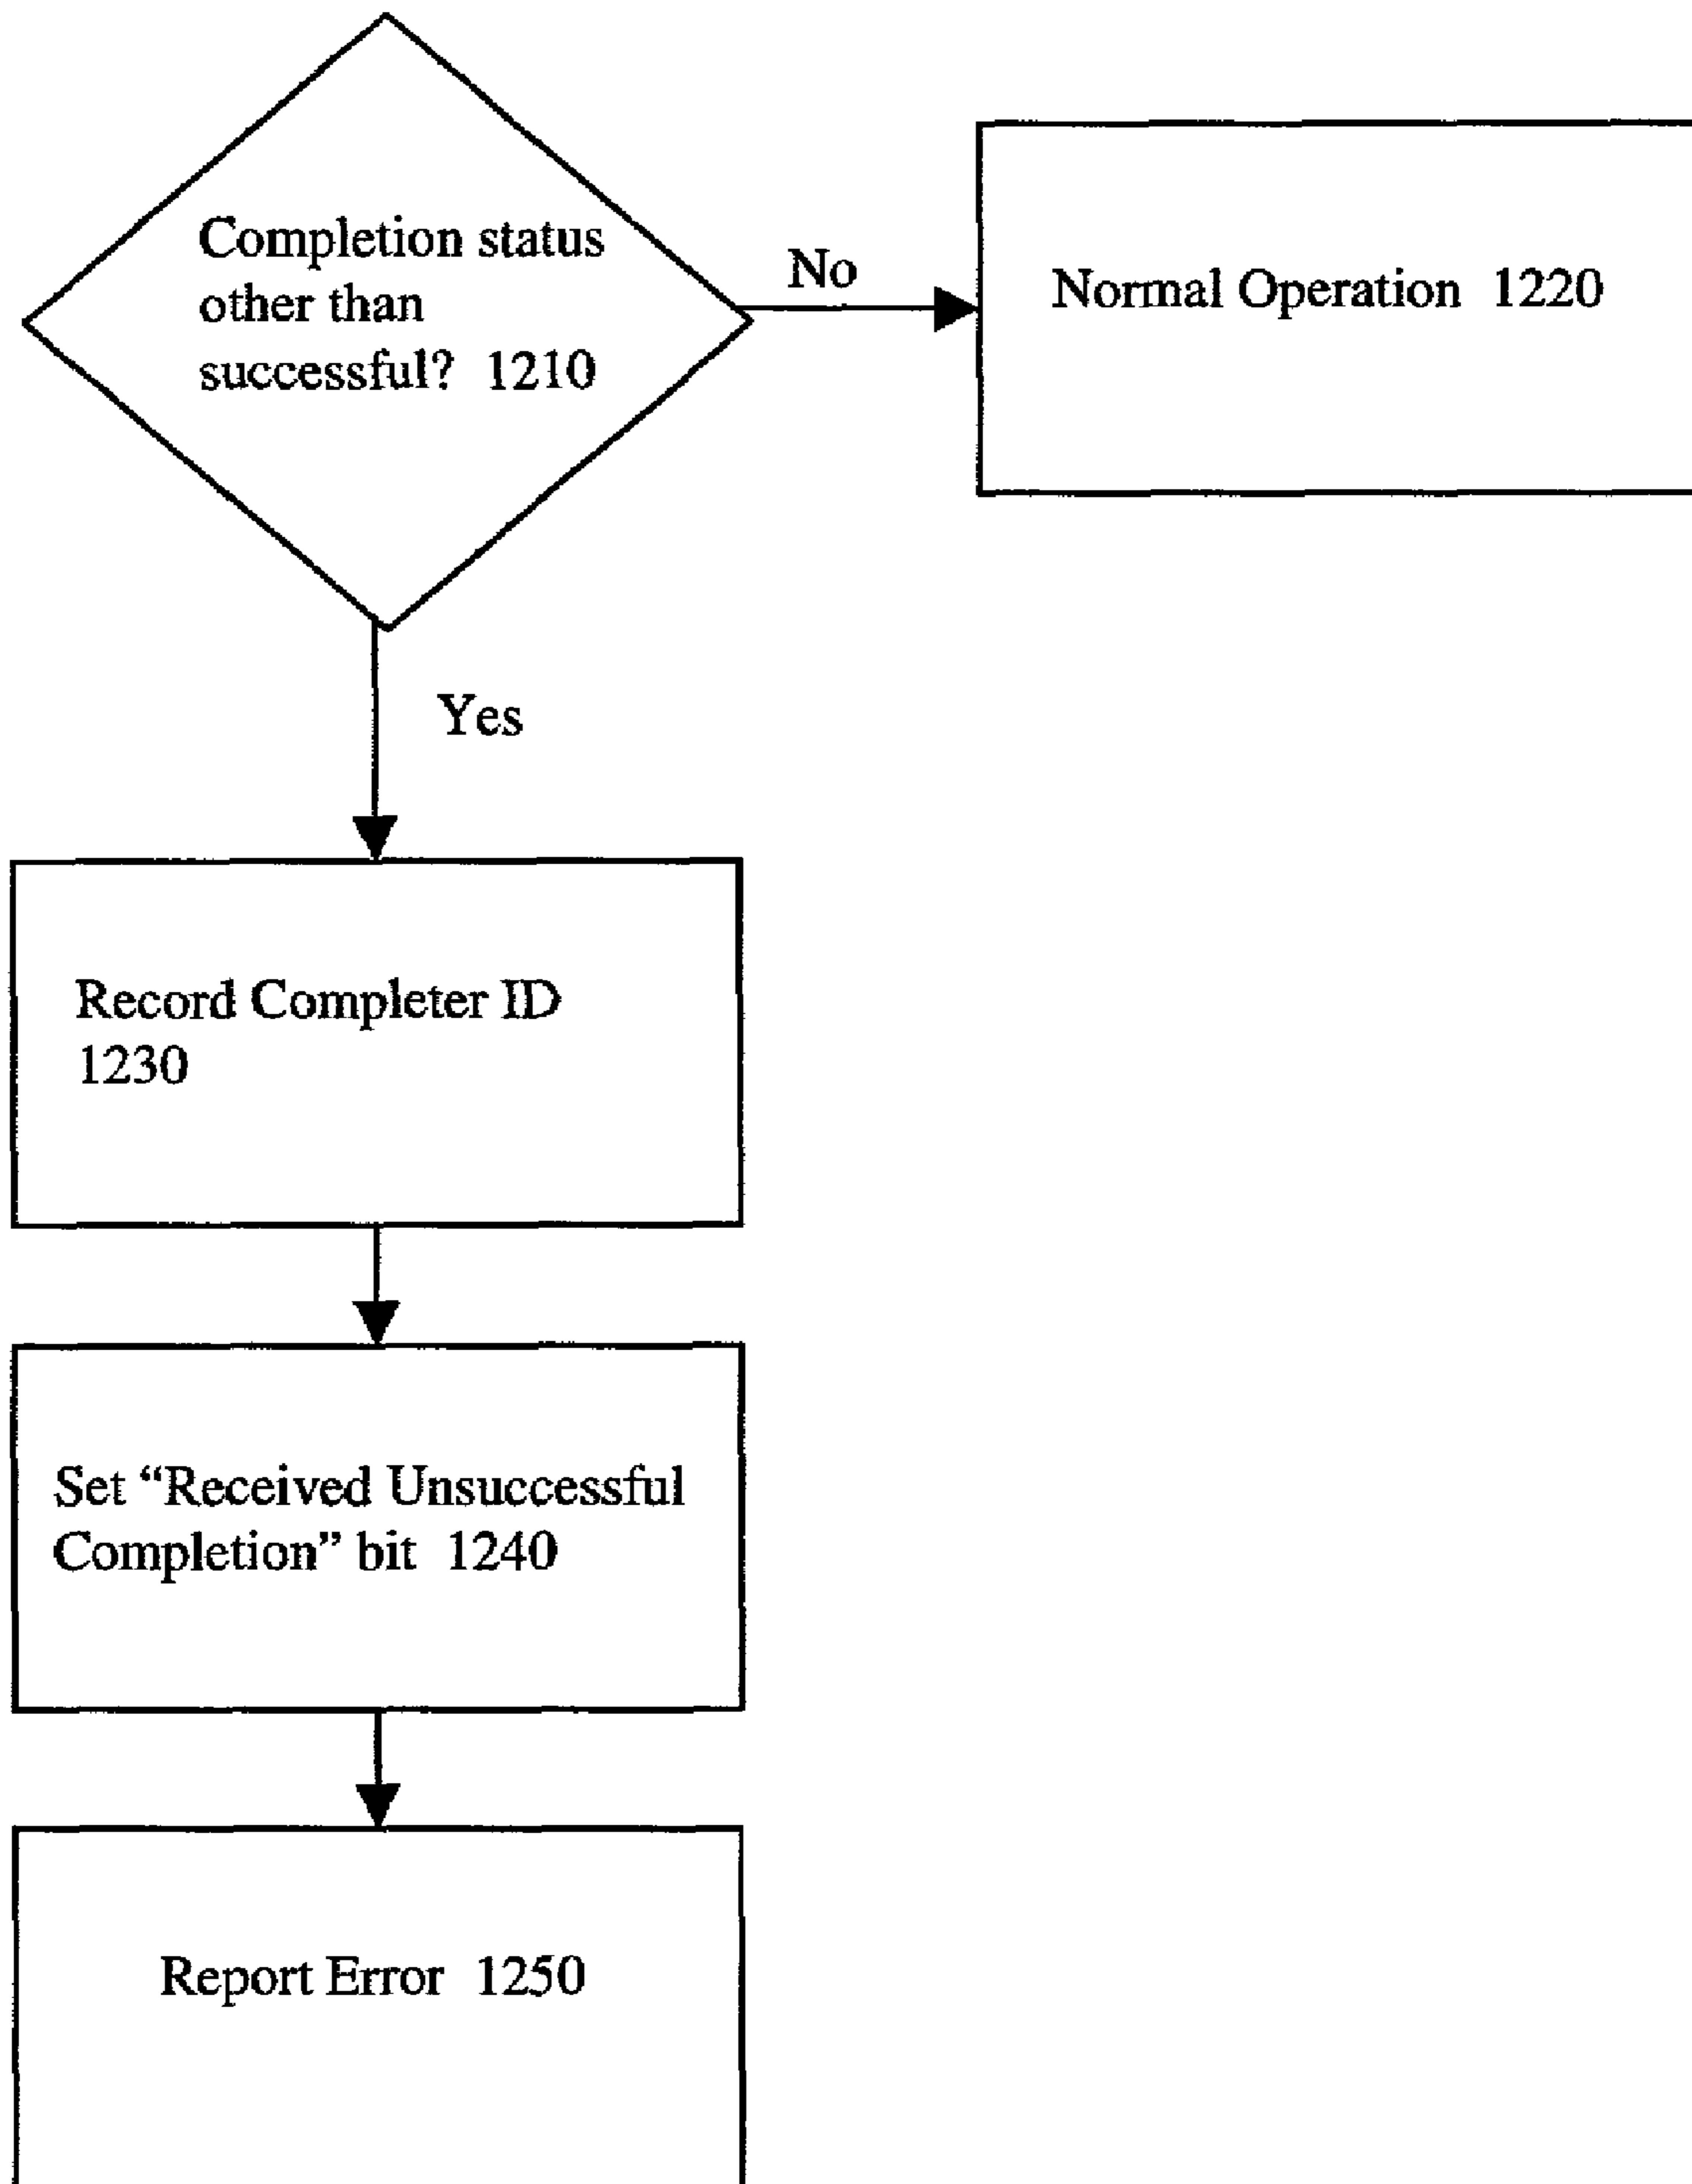 Completion status
other than
successful? 1210
No
Normal Operation 1220
Yes
Record Completer ID
1230
Set “Received Unsuccessful
Completion” bit 1240
Report Error 1250